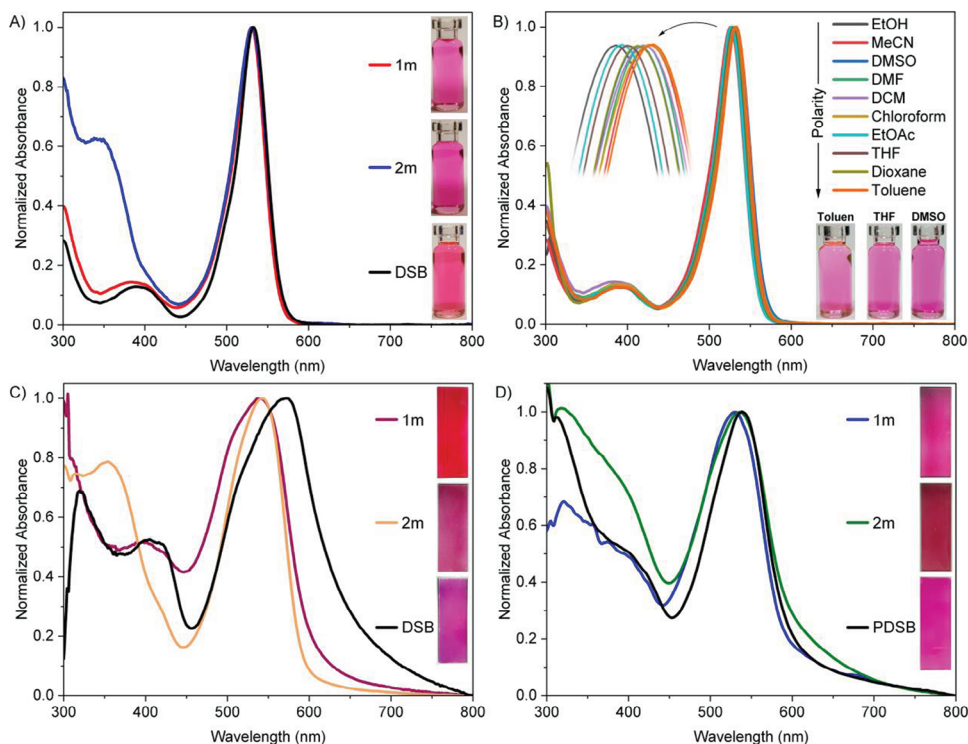 A)
Normalized Absorbance
1.0
0.8
0.6
0.4
0.2
0.0
300 400 500 600 700 800
Wavelength (nm)
1m
2m
DSB
B)
Normalized Absorbance
1.0
0.8
0.6
0.4
0.2
0.0
300 400 500 600 700 800
Wavelength (nm)
Polarity
EtOH
MeCN
DMSO
DMF
DCM
Chloroform
EtOAc
THF
Dioxane
Toluene
Toluen THF DMSO
C)
Normalized Absorbance
1.0
0.8
0.6
0.4
0.2
0.0
300 400 500 600 700 800
Wavelength (nm)
1m
2m
DSB
D)
Normalized Absorbance
1.0
0.8
0.6
0.4
0.2
0.0
300 400 500 600 700 800
Wavelength (nm)
1m
2m
PDSB